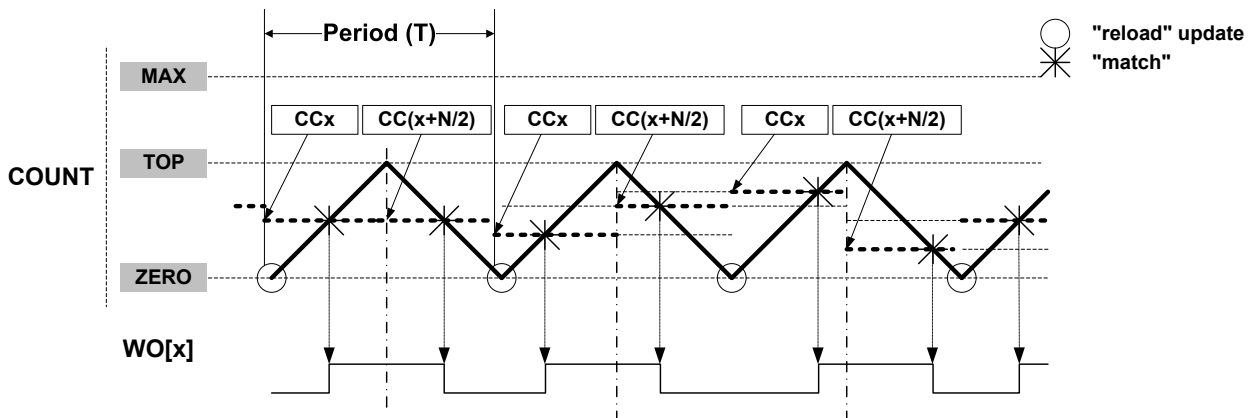 Period (T)
"reload" update
"match"
MAX
CCx
CC(x+N/2)
CCx
CC(x+N/2)
CCx
CC(x+N/2)
TOP
COUNT
ZERO
WO[x]